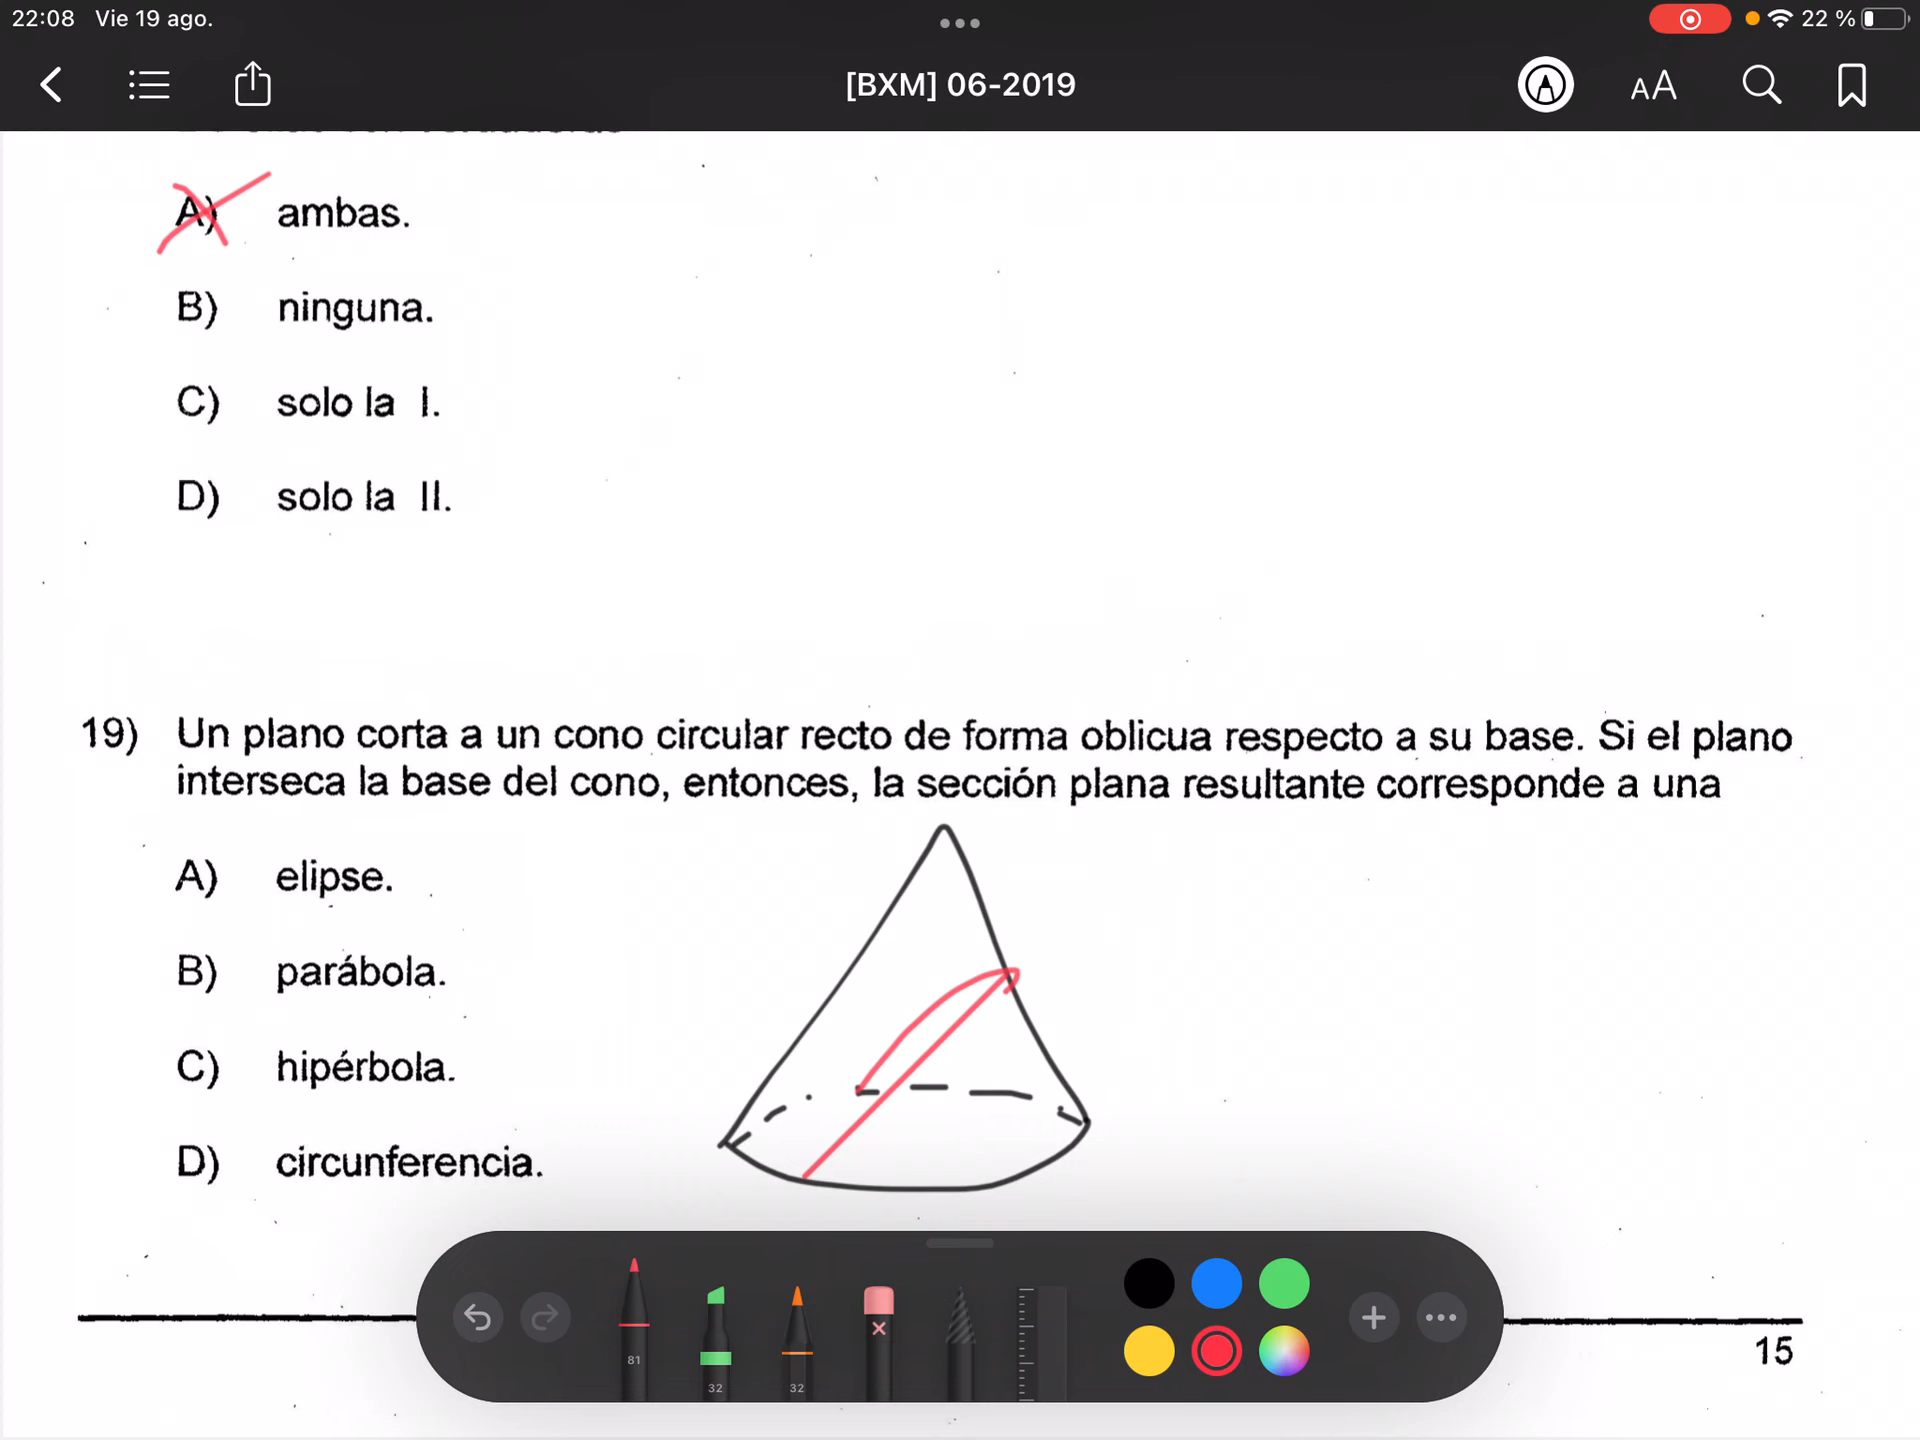 22:08 Vie 19 ago.
22 %
[BXM] 06-2019
A) ambas.
B) ninguna.
C) solo la I.
D) solo la II.
19) Un plano corta a un cono circular recto de forma oblicua respecto a su base. Si el plano
interseca la base del cono, entonces, la sección plana resultante corresponde a una
A) elipse.
B) parábola.
C) hipérbola.
D) circunferencia.
81
32
32
15